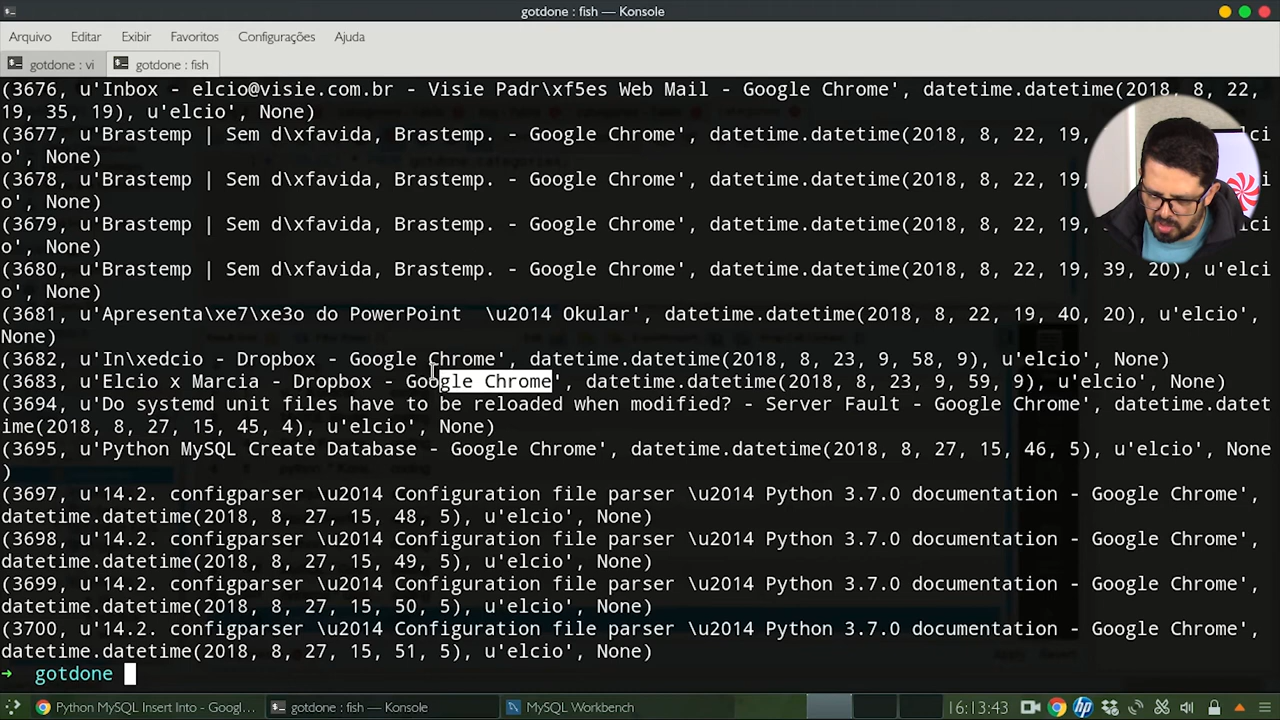 gotdone : fish — Konsole
Arquivo Editar Exibir Favoritos Configurações Ajuda
gotdone : vi gotdone : fish
(3676, u'Inbox - elcio@visie.com.br - Visie Padr\xf5es Web Mail - Google Chrome', datetime.datetime(2018, 8, 22,
19, 35, 19), u'elcio', None)
(3677, u'Brastemp | Sem d\xfavida, Brastemp. - Google Chrome', datetime.datetime(2018, 8, 22, 19,
o', None)
(3678, u'Brastemp | Sem d\xfavida, Brastemp. - Google Chrome', datetime.datetime(2018, 8, 22, 19,
o', None)
(3679, u'Brastemp | Sem d\xfavida, Brastemp. - Google Chrome', datetime.datetime(2018, 8, 22, 19, lci
o', None)
(3680, u'Brastemp | Sem d\xfavida, Brastemp. - Google Chrome', datetime.datetime(2018, 8, 22, 19, 39, 20), u'elci
o', None)
(3681, u'Apresenta\xe7\xe3o do PowerPoint  \u2014 Okular', datetime.datetime(2018, 8, 22, 19, 40, 20), u'elcio',
None)
(3682, u'In\xedcio - Dropbox - Google Chrome', datetime.datetime(2018, 8, 23, 9, 58, 9), u'elcio', None)
(3683, u'Elcio x Marcia - Dropbox - Google Chrome', datetime.datetime(2018, 8, 23, 9, 59, 9), u'elcio', None)
(3694, u'Do systemd unit files have to be reloaded when modified? - Server Fault - Google Chrome', datetime.datet
ime(2018, 8, 27, 15, 45, 4), u'elcio', None)
(3695, u'Python MySQL Create Database - Google Chrome', datetime.datetime(2018, 8, 27, 15, 46, 5), u'elcio', None
)
(3697, u'14.2. configparser \u2014 Configuration file parser \u2014 Python 3.7.0 documentation - Google Chrome',
datetime.datetime(2018, 8, 27, 15, 48, 5), u'elcio', None)
(3698, u'14.2. configparser \u2014 Configuration file parser \u2014 Python 3.7.0 documentation - Google Chrome',
datetime.datetime(2018, 8, 27, 15, 49, 5), u'elcio', None)
(3699, u'14.2. configparser \u2014 Configuration file parser \u2014 Python 3.7.0 documentation - Google Chrome',
datetime.datetime(2018, 8, 27, 15, 50, 5), u'elcio', None)
(3700, u'14.2. configparser \u2014 Configuration file parser \u2014 Python 3.7.0 documentation - Google Chrome',
datetime.datetime(2018, 8, 27, 15, 51, 5), u'elcio', None)
→ gotdone
Python MySQL Insert Into - Googl... gotdone : fish — Konsole MySQL Workbench 16:13:43